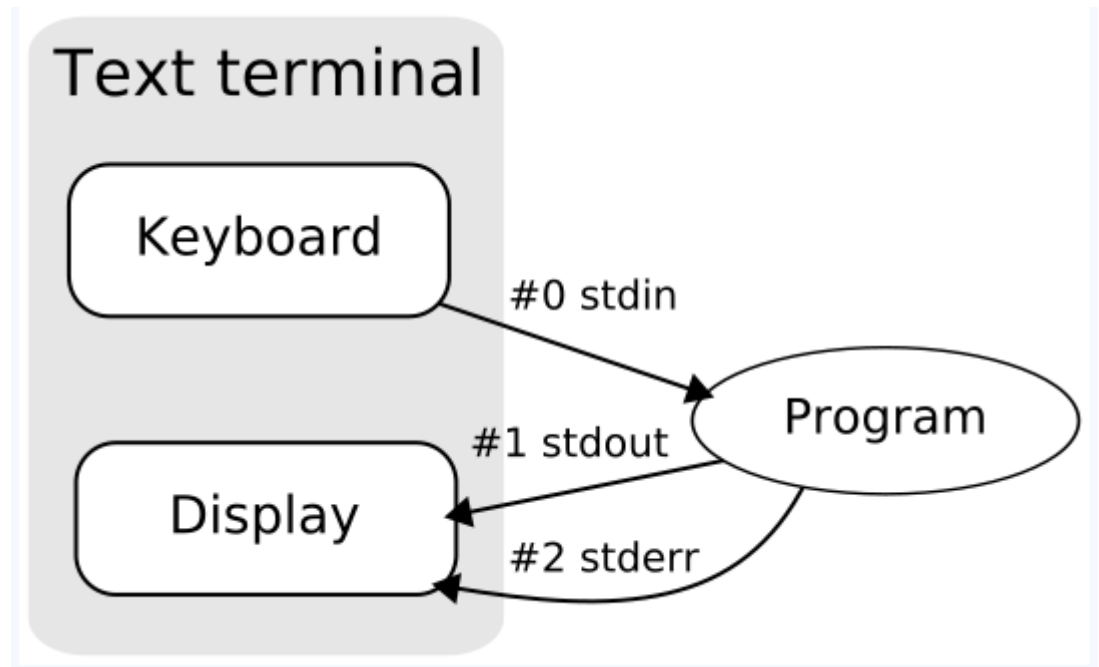 Text terminal
Keyboard
#0 stdin
Program
#1 stdout
Display
#2 stderr